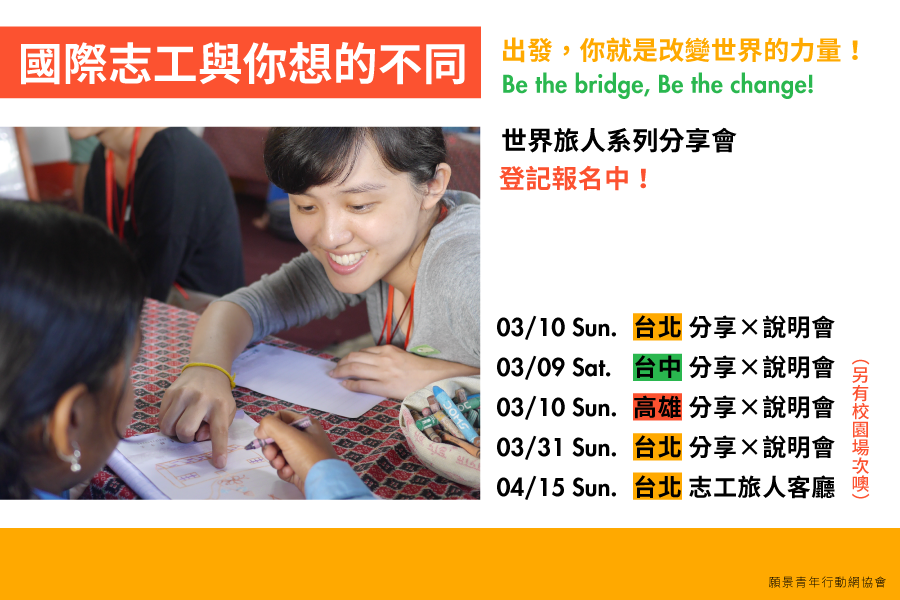 國際志工與你想的不同
出發，你就是改變世界的力量！
Be the bridge, Be the change!
世界旅人系列分享會
登記報名中！
03/10 Sun. 台北 分享×說明會
03/09 Sat. 台中 分享×說明會
03/10 Sun. 高雄 分享×說明會
03/31 Sun. 台北 分享×說明會
04/15 Sun. 台北 志工旅人客廳
（另有校園場次噢）
願景青年行動網協會